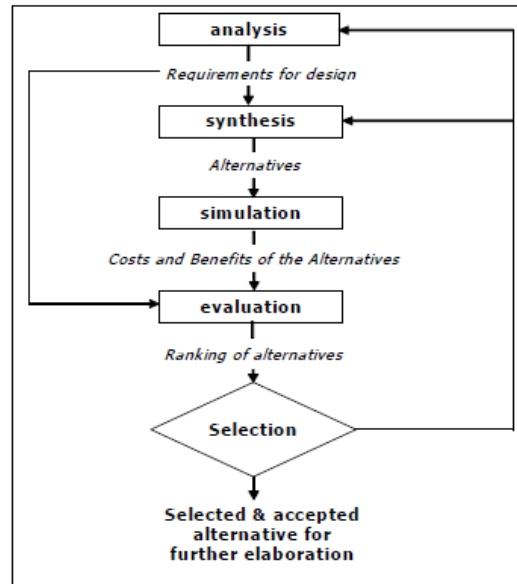 analysis
Requirements for design
synthesis
Alternatives
simulation
Costs and Benefits of the Alternatives
evaluation
Ranking of alternatives
Selection
Selected & accepted
alternative for
further elaboration